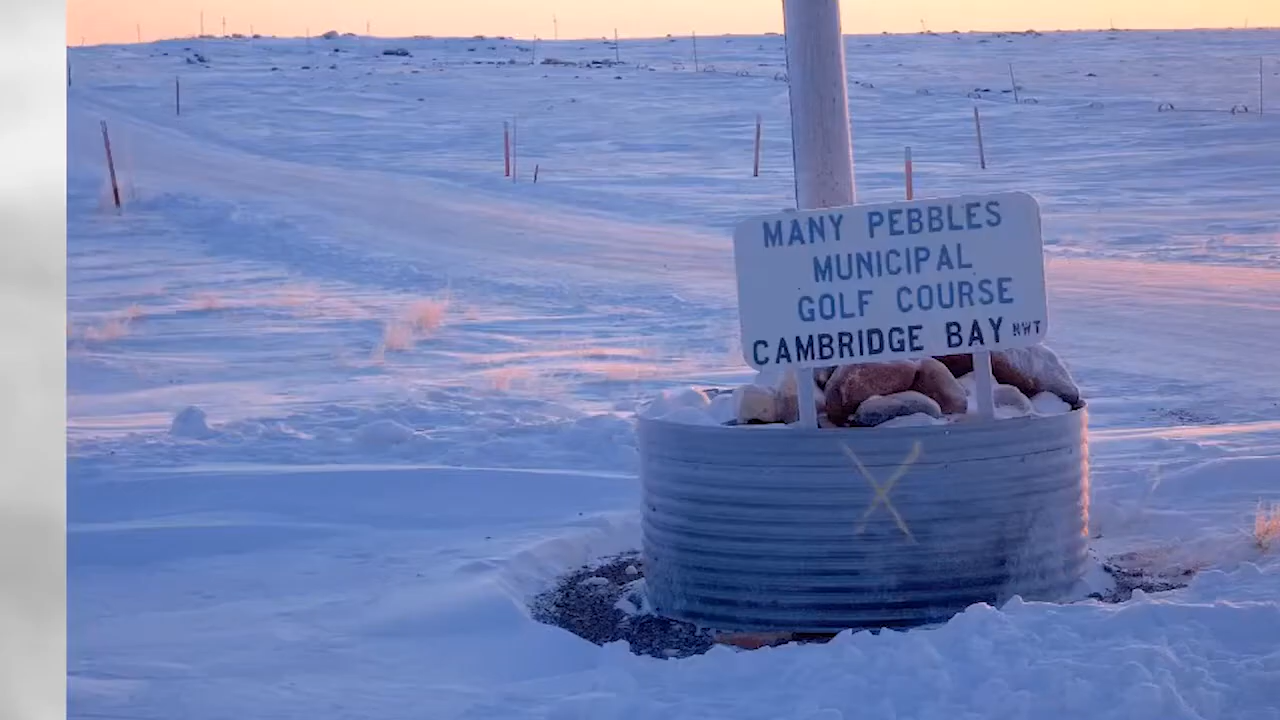 MANY PEBBLES
MUNICIPAL
GOLF COURSE
CAMBRIDGE BAY NWT
X